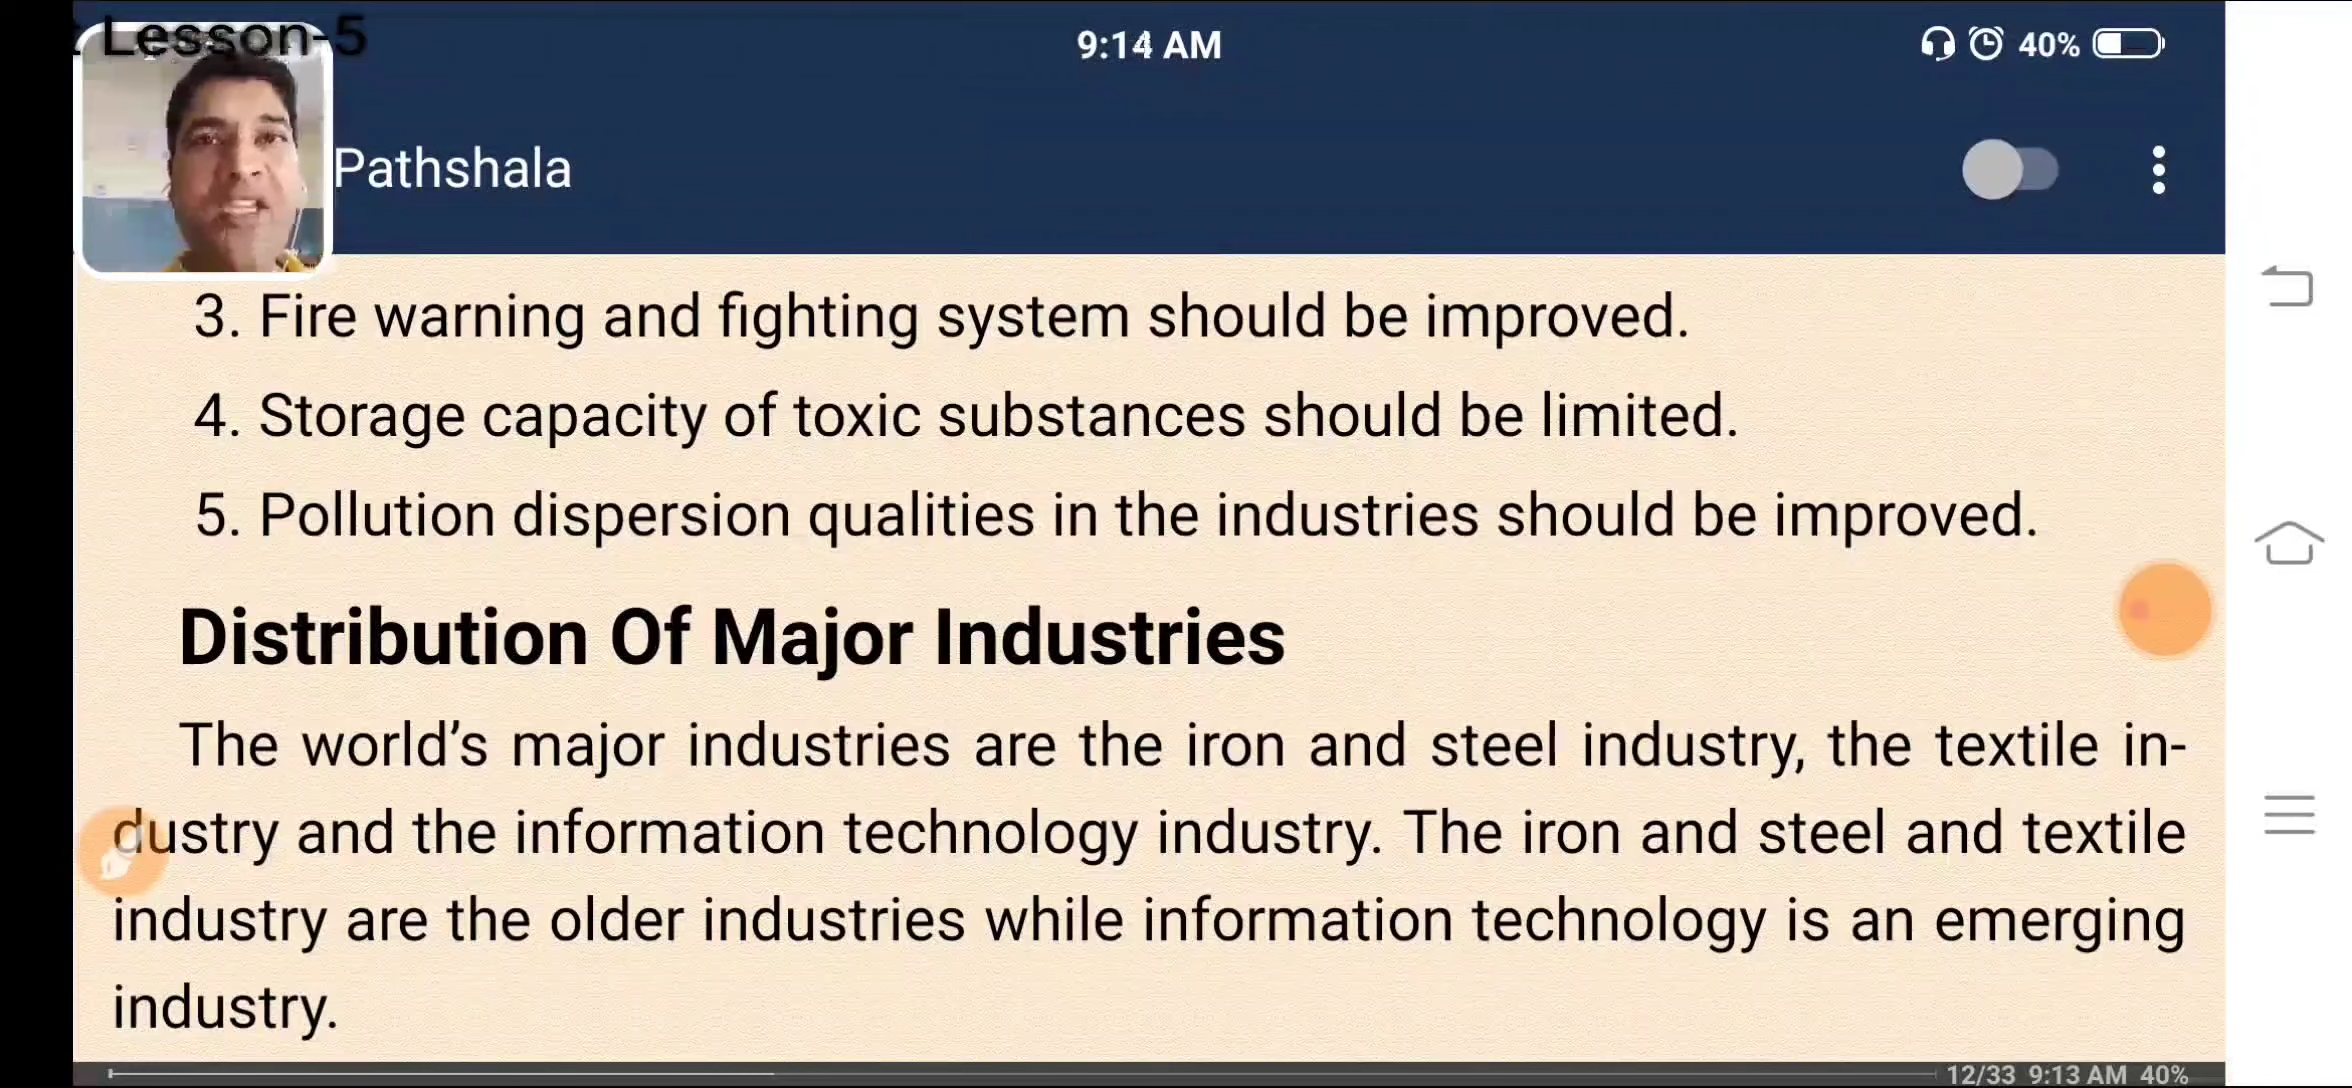 Lesson-5
9:14 AM
40%
Pathshala
3. Fire warning and fighting system should be improved.
4. Storage capacity of toxic substances should be limited.
5. Pollution dispersion qualities in the industries should be improved.
Distribution Of Major Industries
The world’s major industries are the iron and steel industry, the textile in-
dustry and the information technology industry. The iron and steel and textile
industry are the older industries while information technology is an emerging
industry.
12/33 9:13 AM 40%